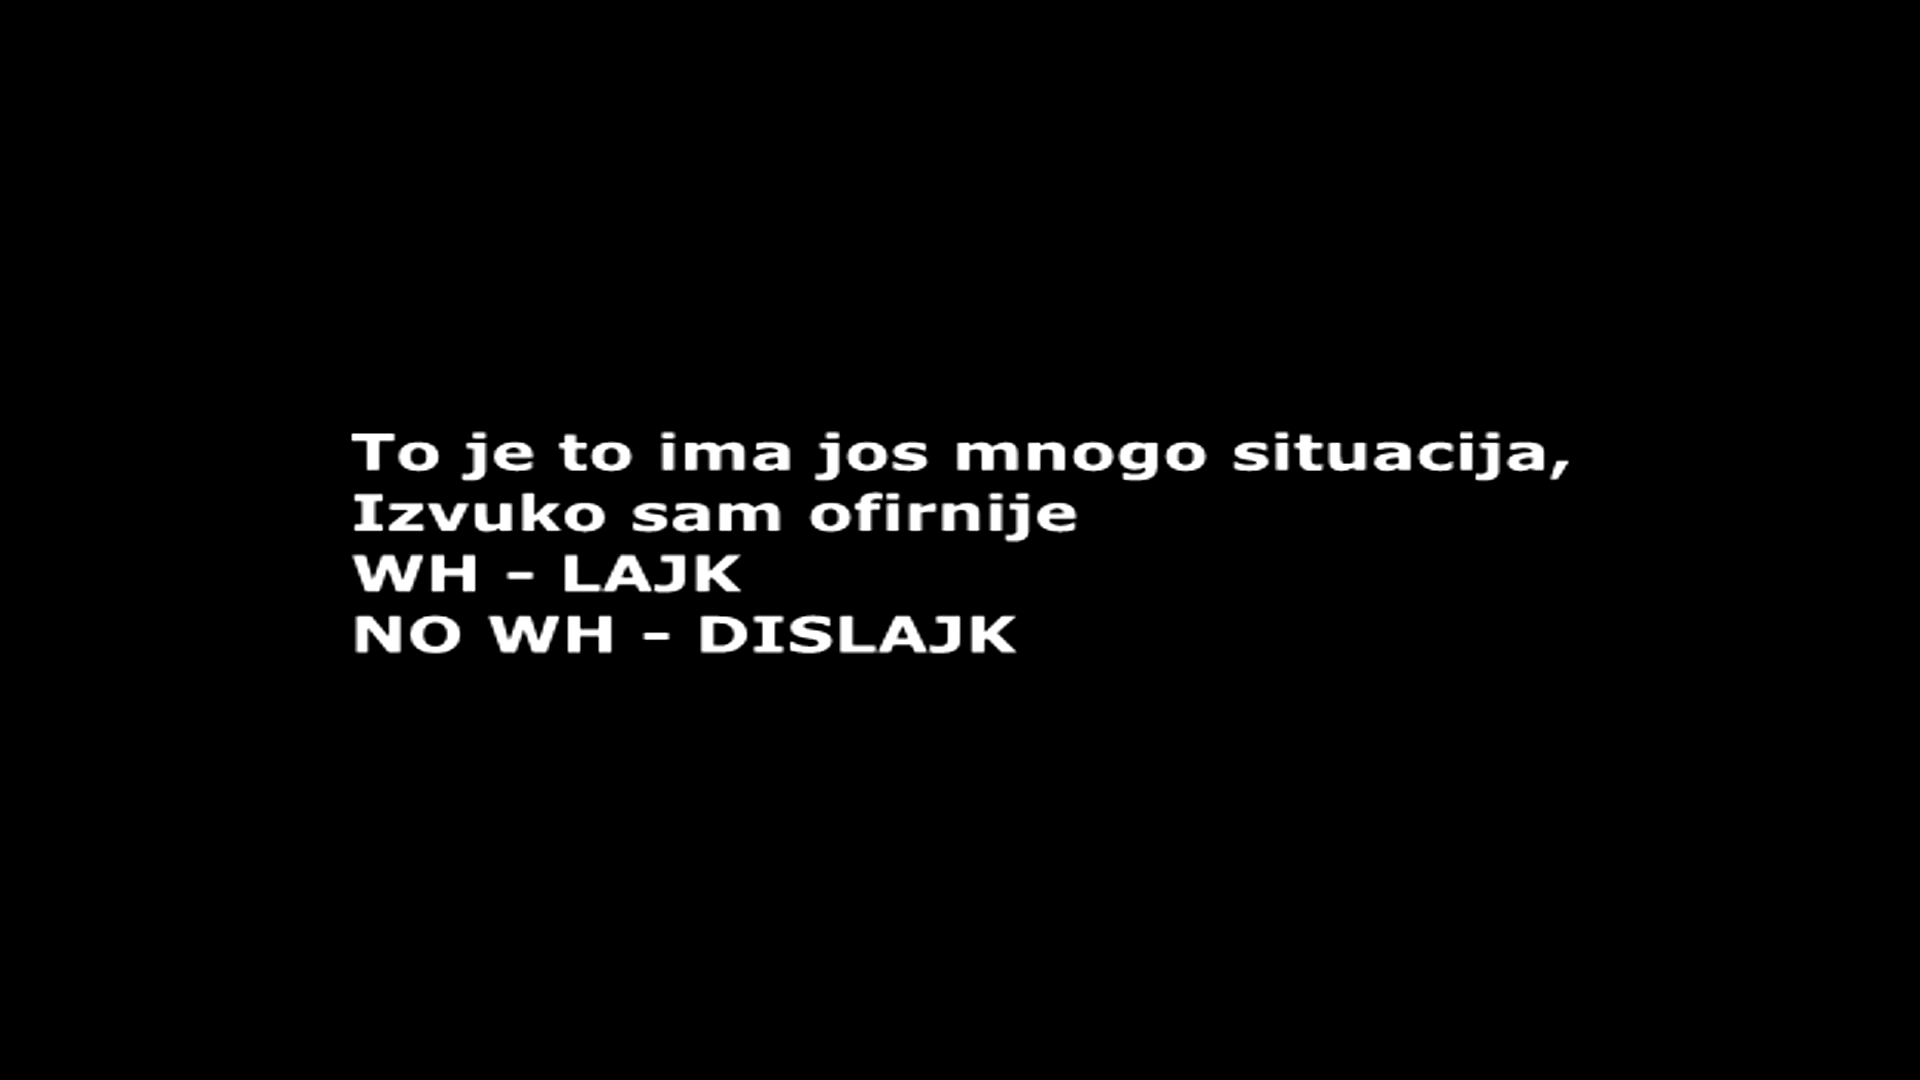 To je to ima jos mnogo situacija,
Izvuko sam ofirnije
WH - LAJK
NO WH - DISLAJK